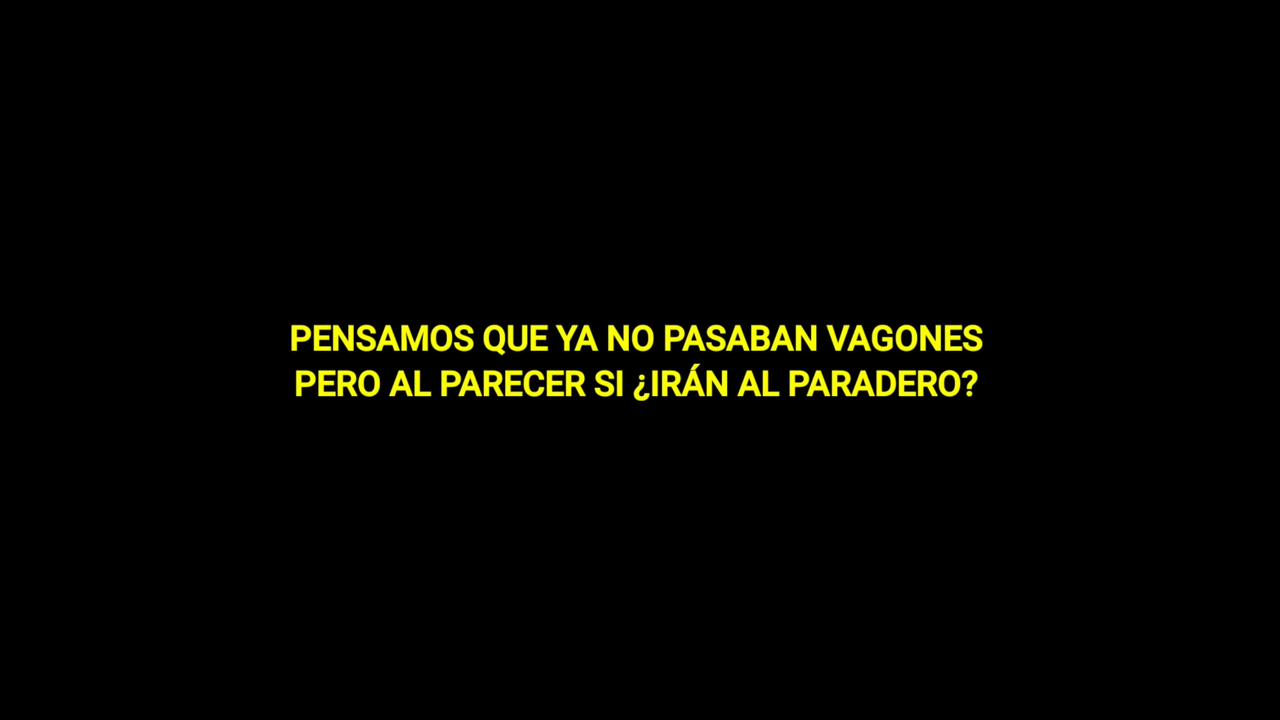 PENSAMOS QUE YA NO PASABAN VAGONES
PERO AL PARECER SI ¿IRÁN AL PARADERO?